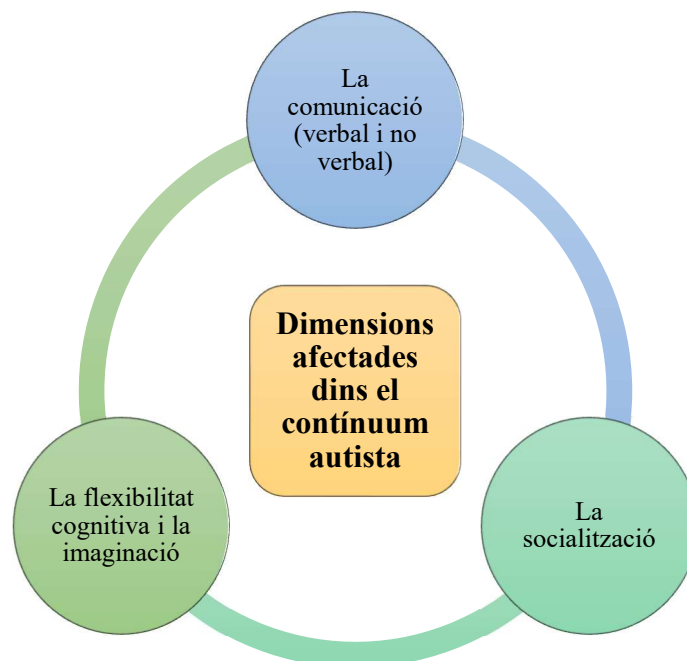 La
comunicació
(verbal i no
verbal)
Dimensions
afectades
dins el
contínuum
autista
La flexibilitat
cognitiva i la
imaginació
La
socialització